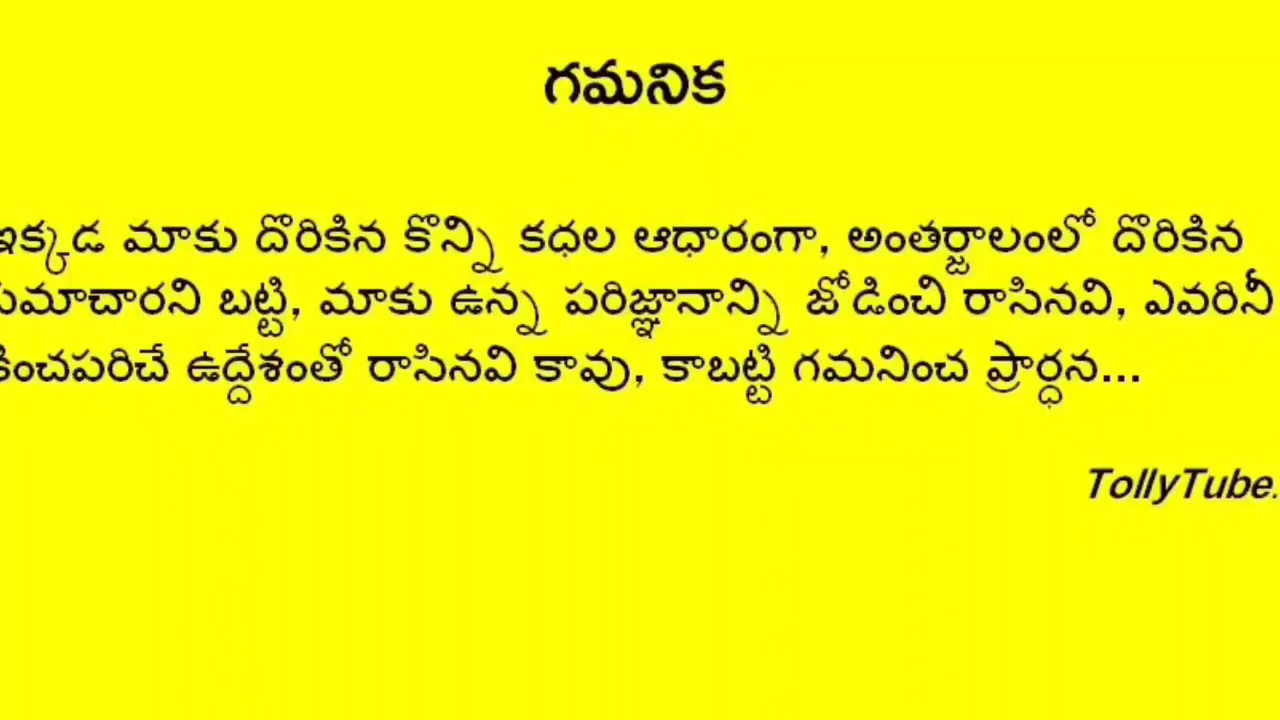 గమనిక
ఇక్కడ మాకు దొరికిన కొన్ని కధల ఆధారంగా, అంతర్జాలంలో దొరికిన
సమాచారని బట్టి, మాకు ఉన్న పరిజ్ఞానాన్ని జోడించి రాసినవి, ఎవరినీ
కించపరిచే ఉద్దేశంతో రాసినవి కావు, కాబట్టి గమనించ ప్రార్ధన...
TollyTube.